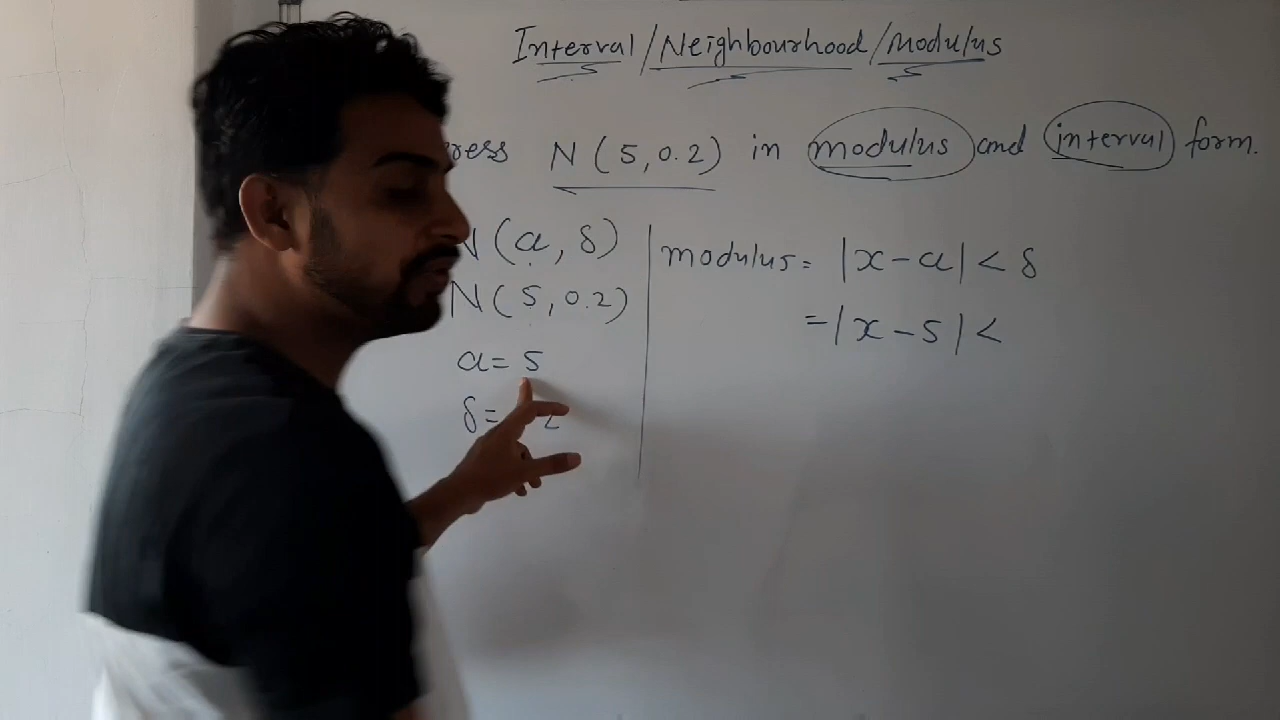 Interval/Neighbourhood/Modulus
ress N(5,0.2) in modulus and interval form.
N(a,δ)
N(5,0.2)
a=5
δ=
modulus= |x-a|<δ
=|x-5|<